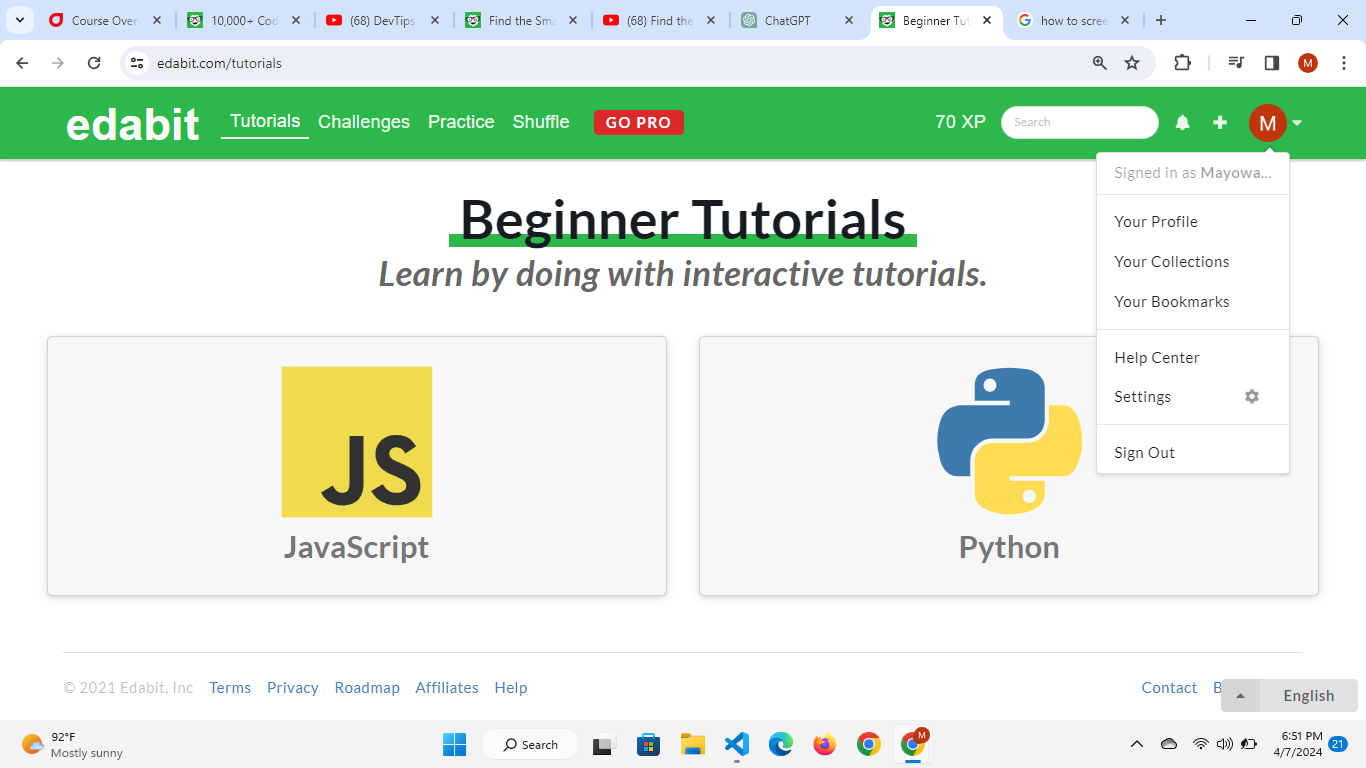 Course Over
10,000+ Cod
(68) DevTips
Find the Sma
(68) Find the
ChatGPT
Beginner Tut
how to scree
edabit.com/tutorials
M
edabit
Tutorials
Challenges
Practice
Shuffle
GO PRO
70 XP
Search
M
Signed in as Mayowa...
Your Profile
Your Collections
Your Bookmarks
Help Center
Settings
Sign Out
Beginner Tutorials
Learn by doing with interactive tutorials.
JS
JavaScript
Python
© 2021 Edabit, Inc
Terms
Privacy
Roadmap
Affiliates
Help
Contact
English
92°F
Mostly sunny
Search
M
6:51 PM
4/7/2024
21